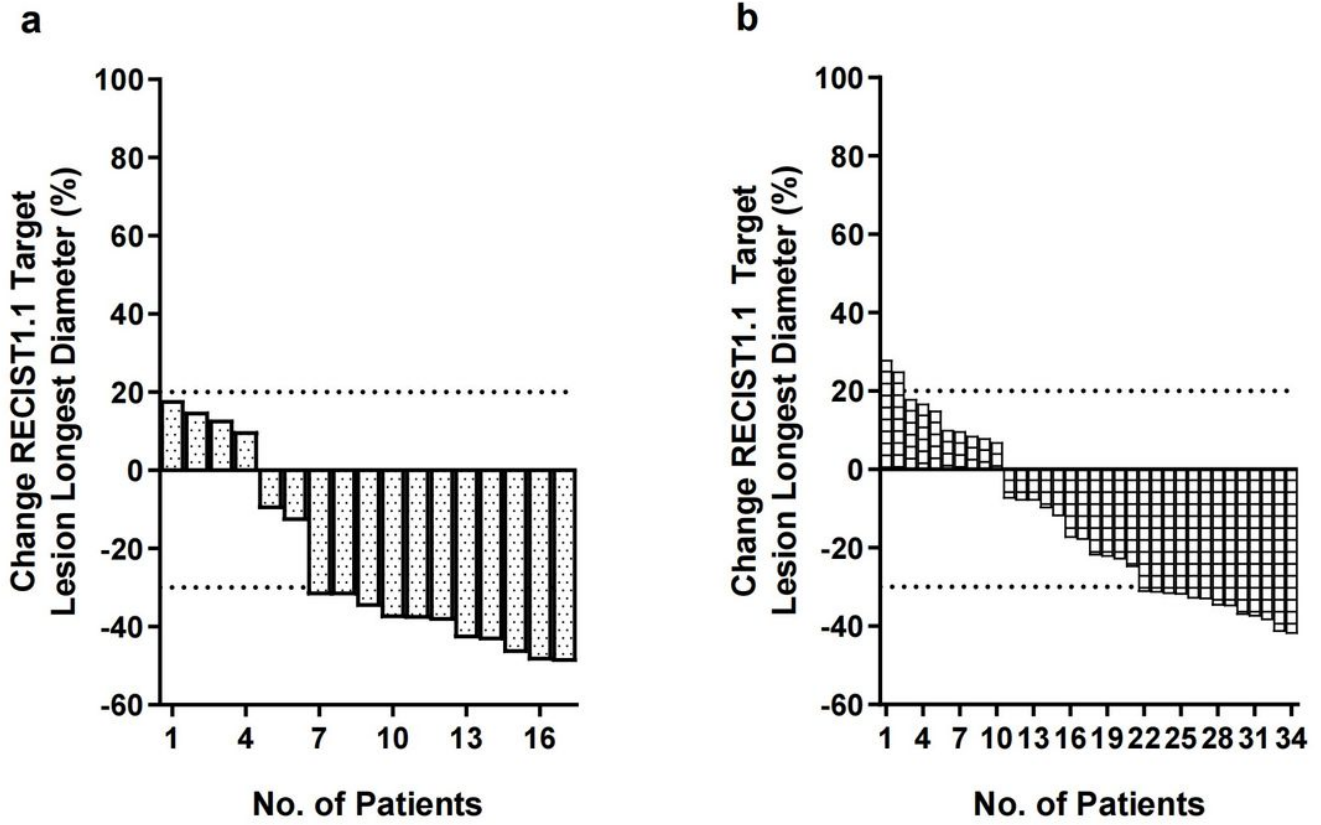 a
Change RECIST1.1 Target
Lesion Longest Diameter (%)
100
80
60
40
20
0
-20
-40
-60
1 4 7 10 13 16
No. of Patients
b
Change RECIST1.1 Target
Lesion Longest Diameter (%)
100
80
60
40
20
0
-20
-40
-60
1 4 7 10 13 16 19 22 25 28 31 34
No. of Patients